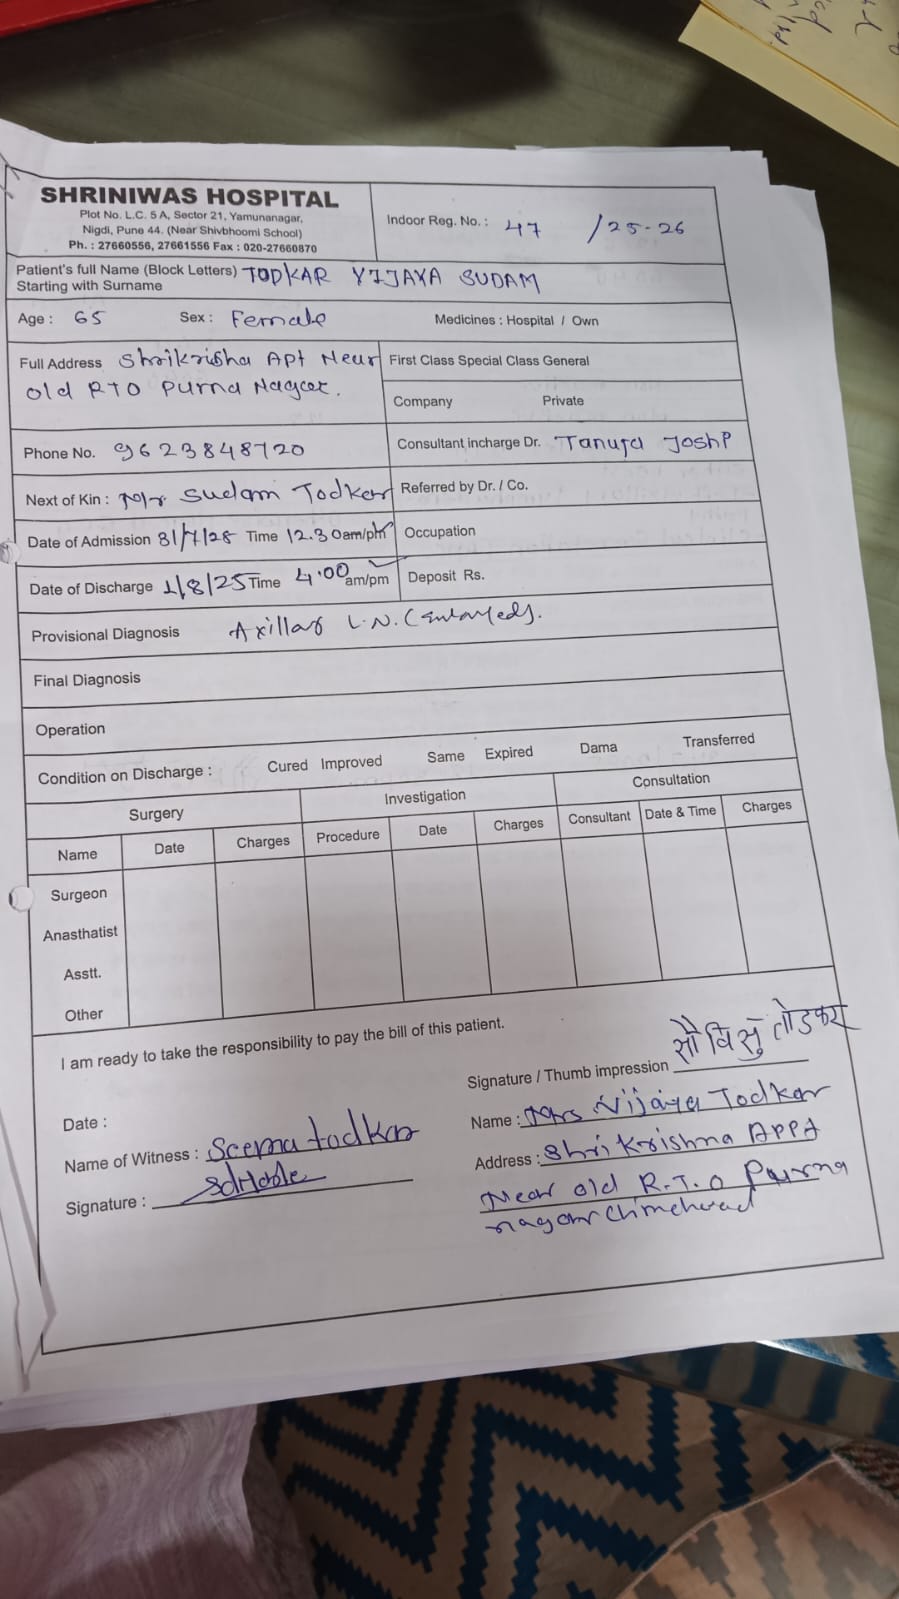 SHRINIWAS HOSPITAL
Plot No. L.C. 5 A, Sector 21, Yamunanagar,
Nigdi, Pune 44. (Near Shivbhoomi School)
Ph. : 27660556, 27661556 Fax : 020-27660870
Indoor Reg. No. : 47 /25-26
Patient's full Name (Block Letters) TODKAR VIJAYA SUDAM
Starting with Surname
Age : 65 Sex : Female Medicines : Hospital / Own
Full Address Shrikrisha Apt Near
old RTO Purna Nagar.
First Class Special Class General
Company Private
Phone No. 9623848720
Consultant incharge Dr. Tanuja Joshi
Next of Kin : Mr Sudam Todkar
Referred by Dr. / Co.
Date of Admission 31/7/25 Time 12.30am/pm
Occupation
Date of Discharge 1/8/25 Time 4.00 am/pm
Deposit Rs.
Provisional Diagnosis Axillar L.N.
Final Diagnosis
Operation
Condition on Discharge : Cured Improved Same Expired Dama Transferred
Surgery Investigation Consultation
Name Date Charges Procedure Date Charges Consultant Date & Time Charges
Surgeon
Anasthatist
Asstt.
Other
I am ready to take the responsibility to pay the bill of this patient.
Signature / Thumb impression सौ वि सु तोडकर
Date :
Name : Mrs Vijaya Todkar
Name of Witness : Seema todkar
Address : Shri Krishna APPA
Signature :
Near old R.T.O Purna
nagar Chinchwad